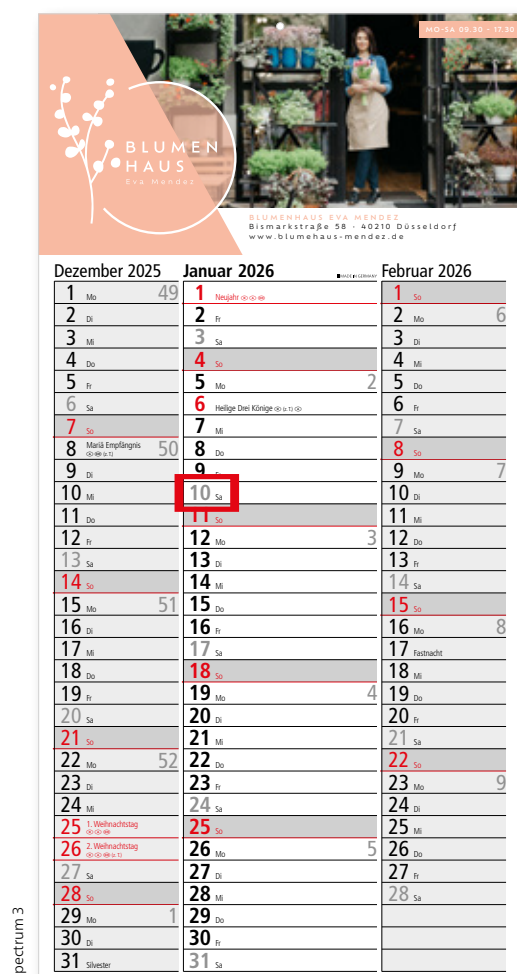 MO-SA 09.30 - 17.30
BLUMEN
HAUS
Eva Mendez
BLUMENHAUS EVA MENDEZ
Bismarkstraße 58 · 40210 Düsseldorf
www.blumehaus-mendez.de
Dezember 2025 Januar 2026 MADE IN GERMANY Februar 2026
1 Mo 49 1 Neujahr 1 So
2 Di 2 Fr 2 Mo 6
3 Mi 3 Sa 3 Di
4 Do 4 So 4 Mi
5 Fr 5 Mo 2 5 Do
6 Sa 6 Heilige Drei Könige (z.T.) 6 Fr
7 So 7 Mi 7 Sa
8 Mariä Empfängnis (z.T.) 50 8 Do 8 So
9 Di 9 9 Mo 7
10 Mi 10 Sa 10 Di
11 Do 11 So 11 Mi
12 Fr 12 Mo 3 12 Do
13 Sa 13 Di 13 Fr
14 So 14 Mi 14 Sa
15 Mo 51 15 Do 15 So
16 Di 16 Fr 16 Mo 8
17 Mi 17 Sa 17 Fastnacht
18 Do 18 So 18 Mi
19 Fr 19 Mo 4 19 Do
20 Sa 20 Di 20 Fr
21 So 21 Mi 21 Sa
22 Mo 52 22 Do 22 So
23 Di 23 Fr 23 Mo 9
24 Mi 24 Sa 24 Di
25 1. Weihnachtstag 25 So 25 Mi
26 2. Weihnachtstag (z.T.) 26 Mo 5 26 Do
27 Sa 27 Di 27 Fr
28 So 28 Mi 28 Sa
29 Mo 1 29 Do
30 Di 30 Fr
31 Silvester 31 Sa
pectrum 3